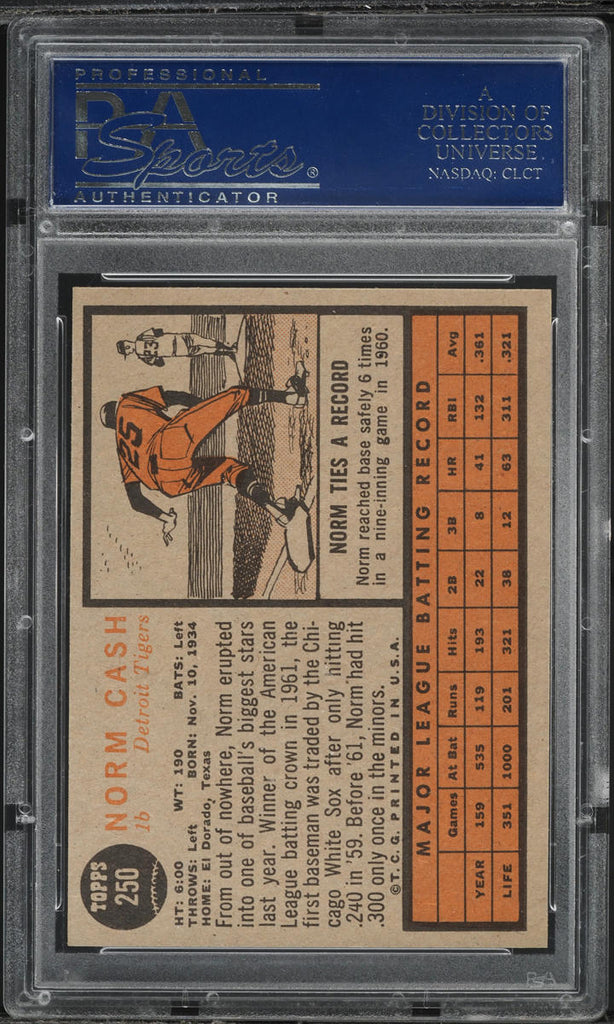 PROFESSIONAL
PSA
Sports®
AUTHENTICATOR
A
DIVISION OF
COLLECTORS
UNIVERSE
NASDAQ: CLCT
TOPPS
250
NORM CASH
1b Detroit Tigers
HT: 6:00 WT: 190 BATS: Left
THROWS: Left BORN: Nov. 10, 1934
HOME: El Dorado, Texas
From out of nowhere, Norm erupted
into one of baseball's biggest stars
last year. Winner of the American
League batting crown in 1961, the
first baseman was traded by the Chi-
cago White Sox after only hitting
.240 in '59. Before '61, Norm had hit
.300 only once in the minors.
©T.C.G. PRINTED IN U.S.A.
25
23
NORM TIES A RECORD
Norm reached base safely 6 times
in a nine-inning game in 1960.
MAJOR LEAGUE BATTING RECORD
Games At Bat Runs Hits 2B 3B HR RBI Avg
YEAR 159 535 119 193 22 8 41 132 .361
LIFE 351 1000 201 321 38 12 63 311 .321
PSA